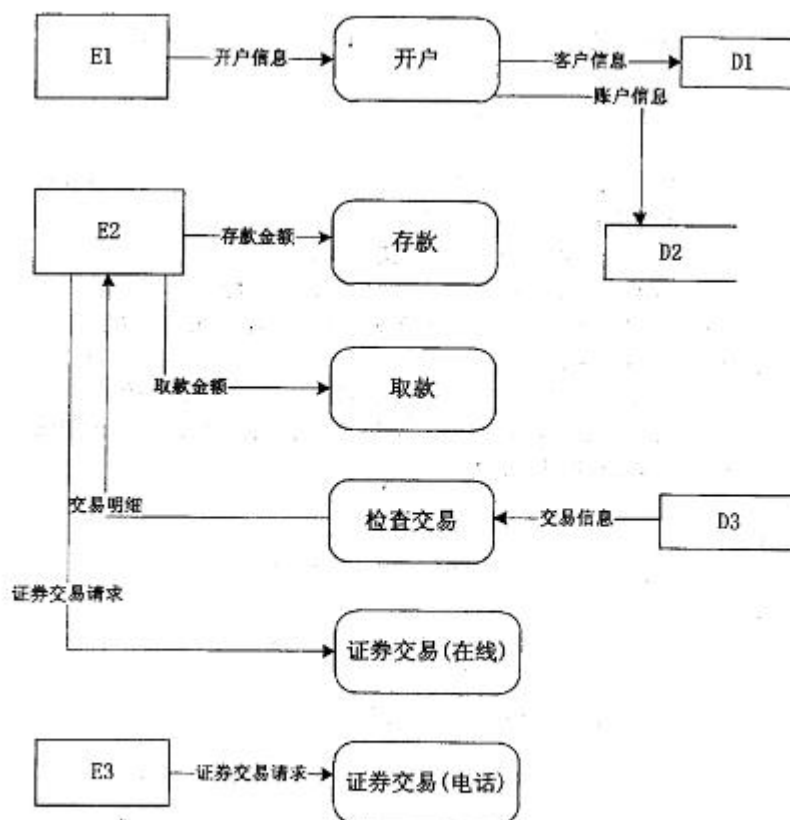 E1
开户信息
开户
客户信息
D1
账户信息
E2
存款金额
存款
D2
取款金额
取款
交易明细
检查交易
交易信息
D3
证券交易请求
证券交易(在线)
E3
证券交易请求
证券交易(电话)